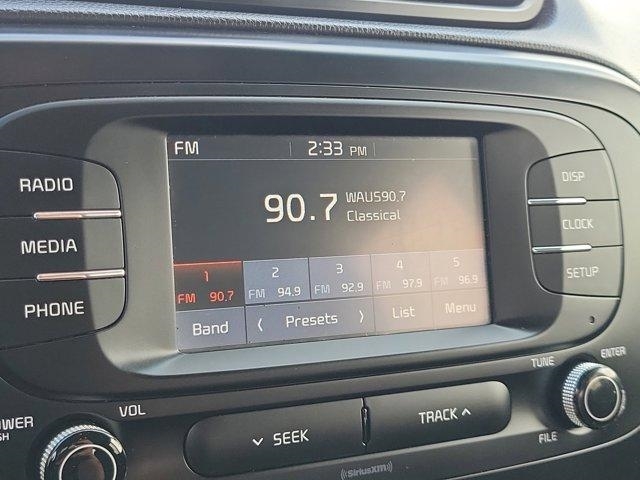 FM 2:33 PM
RADIO
MEDIA
PHONE
90.7 WAUS90.7
Classical
1 2 3 4 5
FM 90.7 FM 94.9 FM 92.9 FM 97.9 FM 96.9
Band < Presets > List Menu
DISP
CLOCK
SETUP
POWER
VOL
SEEK
TRACK
TUNE
ENTER
FILE
SiriusXM